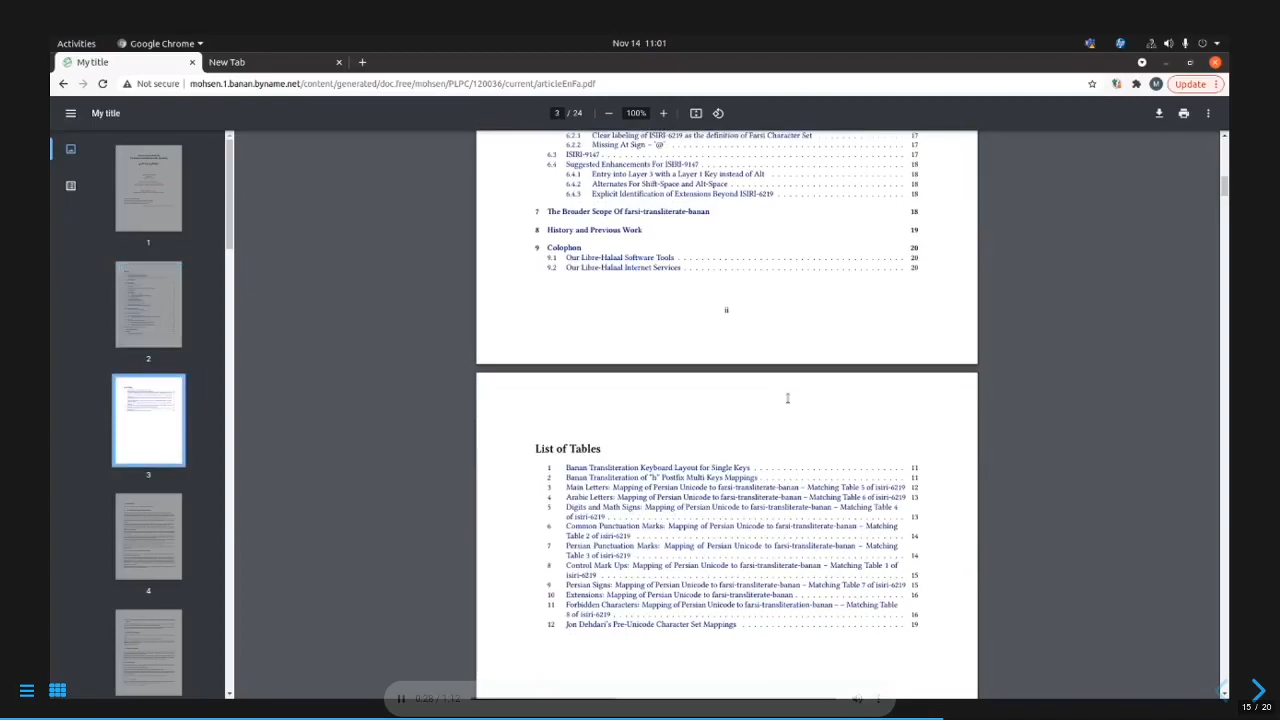 Activities
Google Chrome
Nov 14 11:01
My title
New Tab
Not secure
mohsen.1.banan.byname.net/content/generated/doc.free/mohsen/PLPC/120036/current/articleEnFa.pdf
M
Update
My title
3 / 24
100%
1
2
3
4
6.2.1 Clear labeling of ISIRI-6219 as the definition of Farsi Character Set 17
6.2.2 Missing At Sign – '@' 17
6.3 ISIRI-9147 17
6.4 Suggested Enhancements For ISIRI-9147 18
6.4.1 Entry into Layer 3 with a Layer 1 Key instead of Alt 18
6.4.2 Alternates For Shift-Space and Alt-Space 18
6.4.3 Explicit Identification of Extensions Beyond ISIRI-6219 18
7 The Broader Scope Of farsi-transliterate-banan 18
8 History and Previous Work 19
9 Colophon 20
9.1 Our Libre-Halaal Software Tools 20
9.2 Our Libre-Halaal Internet Services 20
ii
List of Tables
1 Banan Transliteration Keyboard Layout for Single Keys 11
2 Banan Transliteration of "h" Postfix Multi Keys Mappings 11
3 Main Letters: Mapping of Persian Unicode to farsi-transliterate-banan – Matching Table 5 of isiri-6219 12
4 Arabic Letters: Mapping of Persian Unicode to farsi-transliterate-banan – Matching Table 6 of isiri-6219 13
5 Digits and Math Signs: Mapping of Persian Unicode to farsi-transliterate-banan – Matching Table 4
of isiri-6219 13
6 Common Punctuation Marks: Mapping of Persian Unicode to farsi-transliterate-banan – Matching
Table 2 of isiri-6219 14
7 Persian Punctuation Marks: Mapping of Persian Unicode to farsi-transliterate-banan – Matching
Table 3 of isiri-6219 14
8 Control Mark Ups: Mapping of Persian Unicode to farsi-transliterate-banan – Matching Table 1 of
isiri-6219 15
9 Persian Signs: Mapping of Persian Unicode to farsi-transliterate-banan – Matching Table 7 of isiri-6219 15
10 Extensions: Mapping of Persian Unicode to farsi-transliterate-banan 16
11 Forbidden Characters: Mapping of Persian Unicode to farsi-transliteration-banan - – Matching Table
8 of isiri-6219 16
12 Jon Dehdari's Pre-Unicode Character Set Mappings 19
0:28 / 1:12
15 / 20